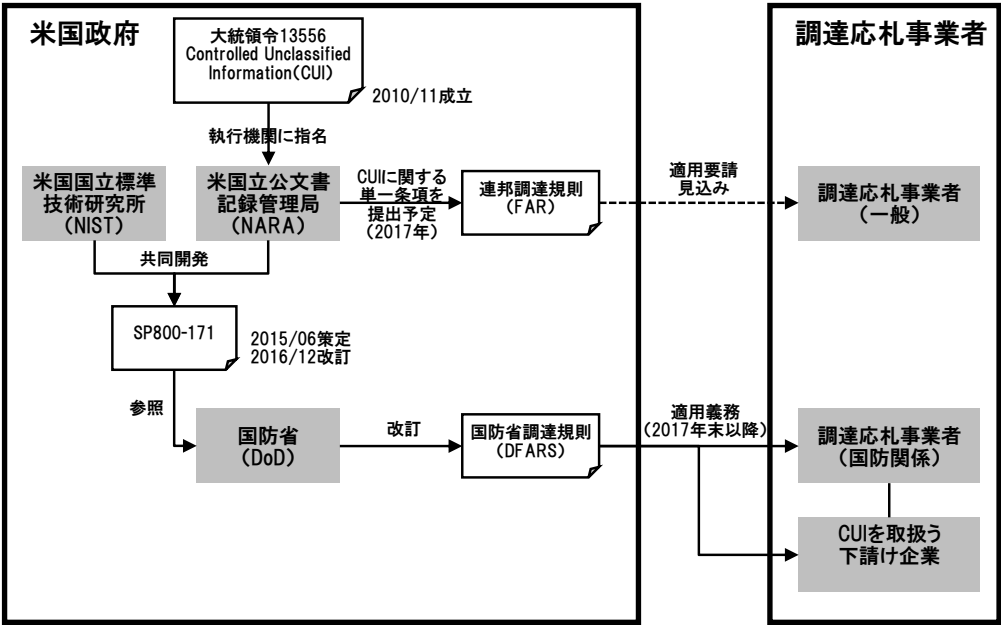 米国政府
調達応札事業者
大統領令13556
Controlled Unclassified
Information(CUI)
2010/11成立
執行機関に指名
米国国立標準
技術研究所
(NIST)
米国立公文書
記録管理局
(NARA)
CUIIに関する
単一条項を
提出予定
(2017年)
連邦調達規則
(FAR)
適用要請
見込み
調達応札事業者
(一般)
共同開発
SP800-171
2015/06策定
2016/12改訂
参照
国防省
(DoD)
改訂
国防省調達規則
(DFARS)
適用義務
(2017年末以降)
調達応札事業者
(国防関係)
CUIを取扱う
下請け企業